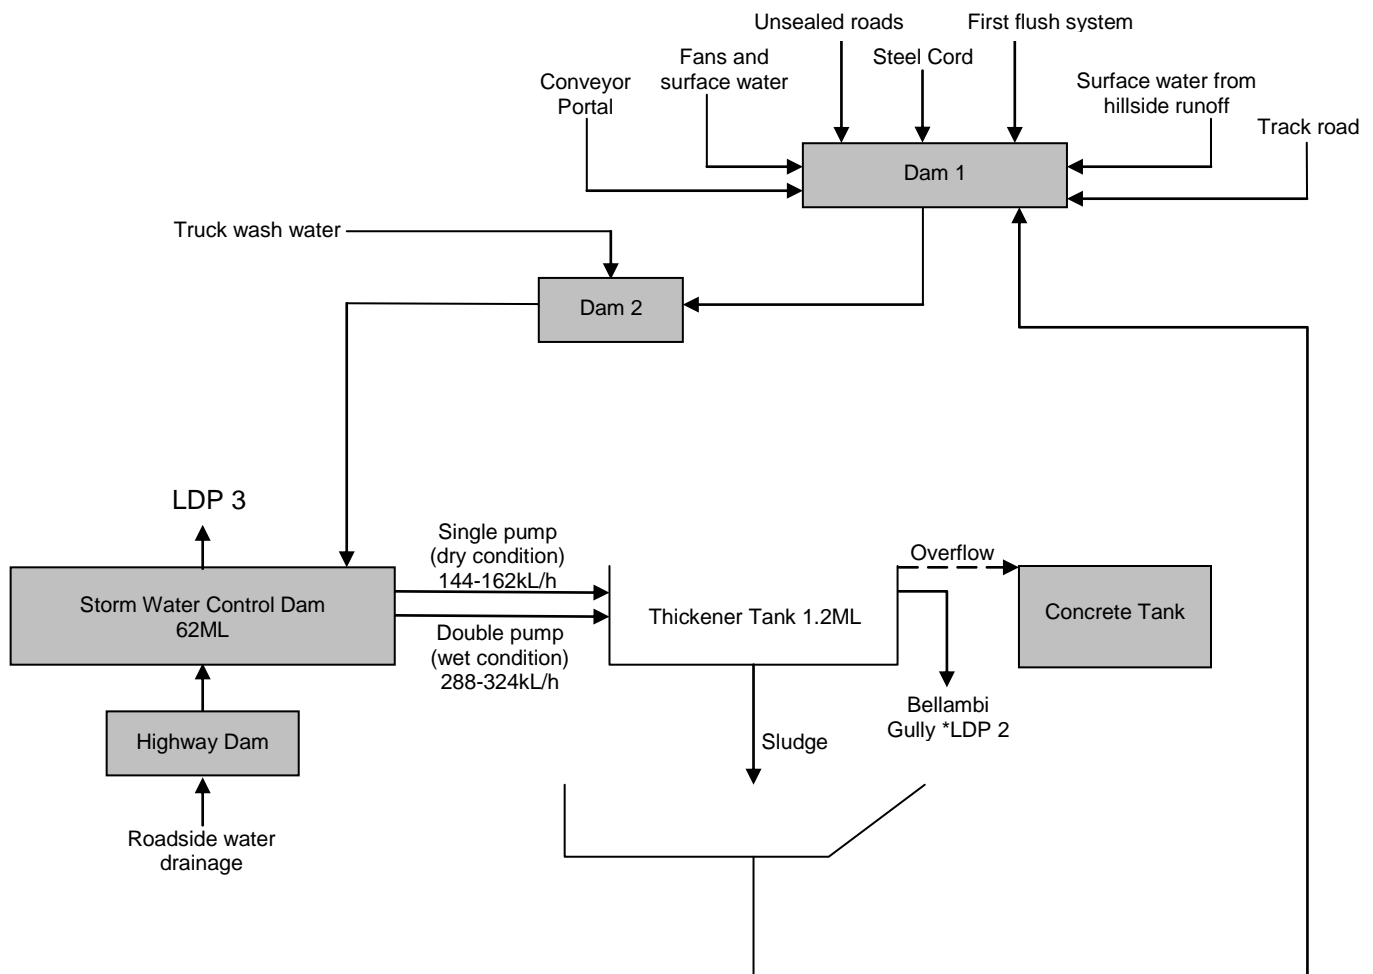 Unsealed roads
First flush system
Fans and
surface water
Steel Cord
Conveyor
Portal
Surface water from
hillside runoff
Track road
Dam 1
Truck wash water
Dam 2
LDP 3
Single pump
(dry condition)
144-162kL/h
Overflow
Storm Water Control Dam
62ML
Thickener Tank 1.2ML
Concrete Tank
Double pump
(wet condition)
288-324kL/h
Bellambi
Gully *LDP 2
Highway Dam
Sludge
Roadside water
drainage